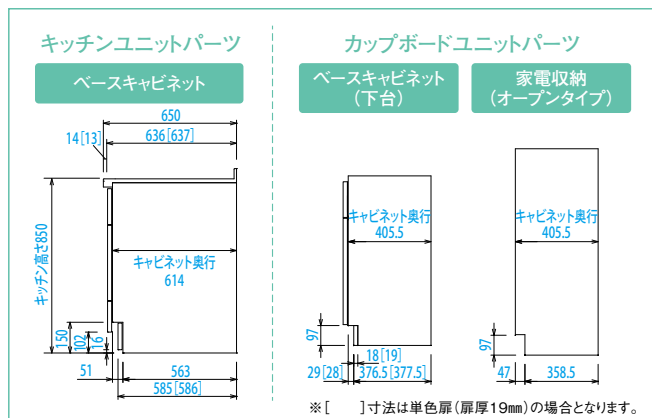 キッチンユニットパーツ
ベースキャビネット
650
636[637]
14[13]
キッチン高さ850
キャビネット奥行
614
150
102
16
51
563
585[586]
カップボードユニットパーツ
ベースキャビネット
(下台)
キャビネット奥行
405.5
97
18[19]
29[28]
376.5[377.5]
家電収納
(オープンタイプ)
キャビネット奥行
405.5
97
47
358.5
※[　]寸法は単色扉(扉厚19㎜)の場合となります。